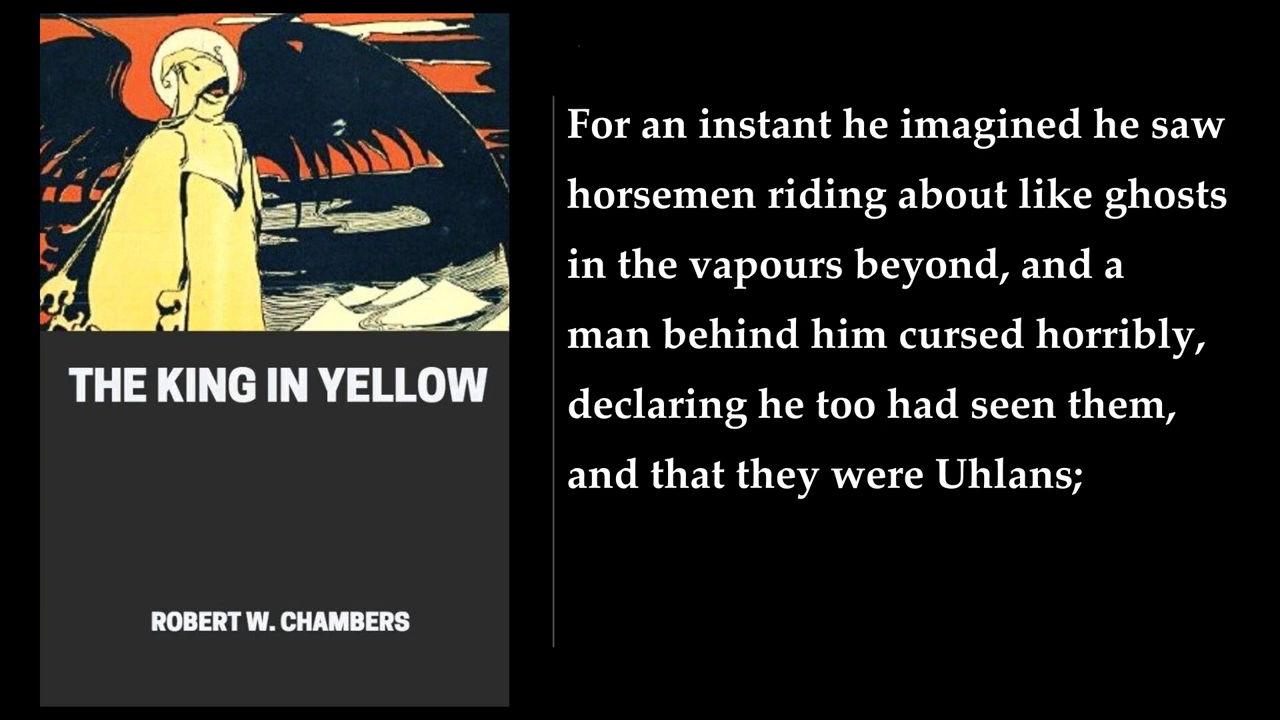 THE KING IN YELLOW
ROBERT W. CHAMBERS
For an instant he imagined he saw
horsemen riding about like ghosts
in the vapours beyond, and a
man behind him cursed horribly,
declaring he too had seen them,
and that they were Uhlans;